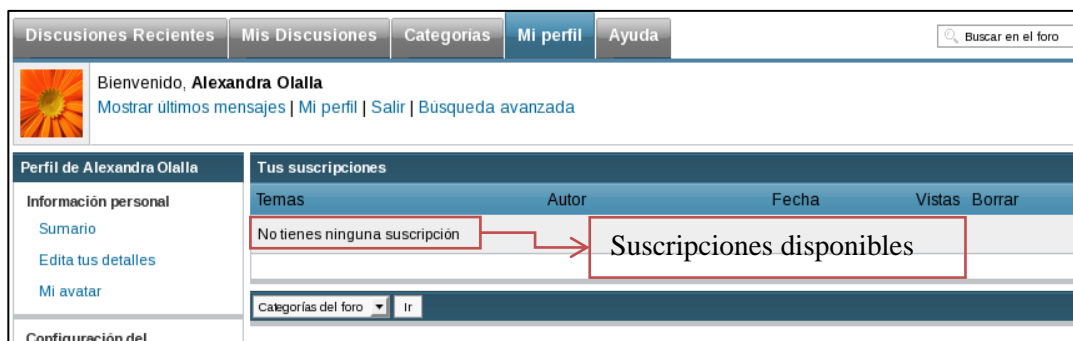 Discusiones Recientes Mis Discusiones Categorías Mi perfil Ayuda Buscar en el foro
Bienvenido, Alexandra Olalla
Mostrar últimos mensajes | Mi perfil | Salir | Búsqueda avanzada
Perfil de Alexandra Olalla
Información personal
Sumario
Edita tus detalles
Mi avatar
Configuración del
Tus suscripciones
Temas Autor Fecha Vistas Borrar
No tienes ninguna suscripción
Suscripciones disponibles
Categorías del foro Ir